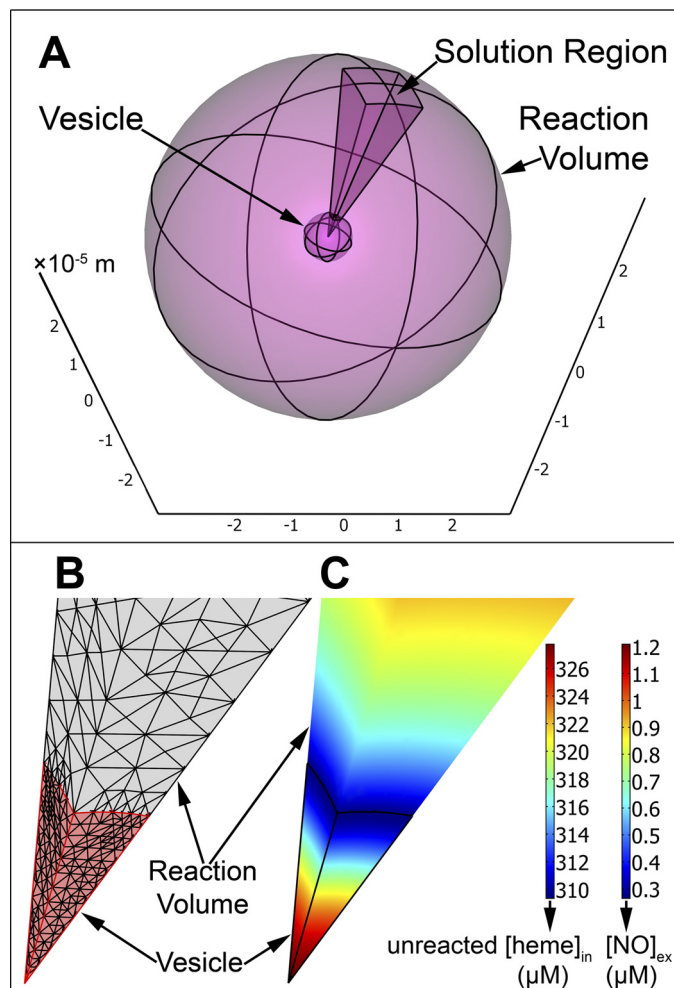 A
Solution Region
Vesicle
Reaction
Volume
×10⁻⁵ m
2
1
0
-1
-2
2
1
0
-1
-2
-2
-1
0
1
2
B
C
326
324
322
320
318
316
314
312
310
1.2
1.1
1
0.9
0.8
0.7
0.6
0.5
0.4
0.3
Reaction
Volume
Vesicle
unreacted [heme]in
(µM)
[NO]ex
(µM)